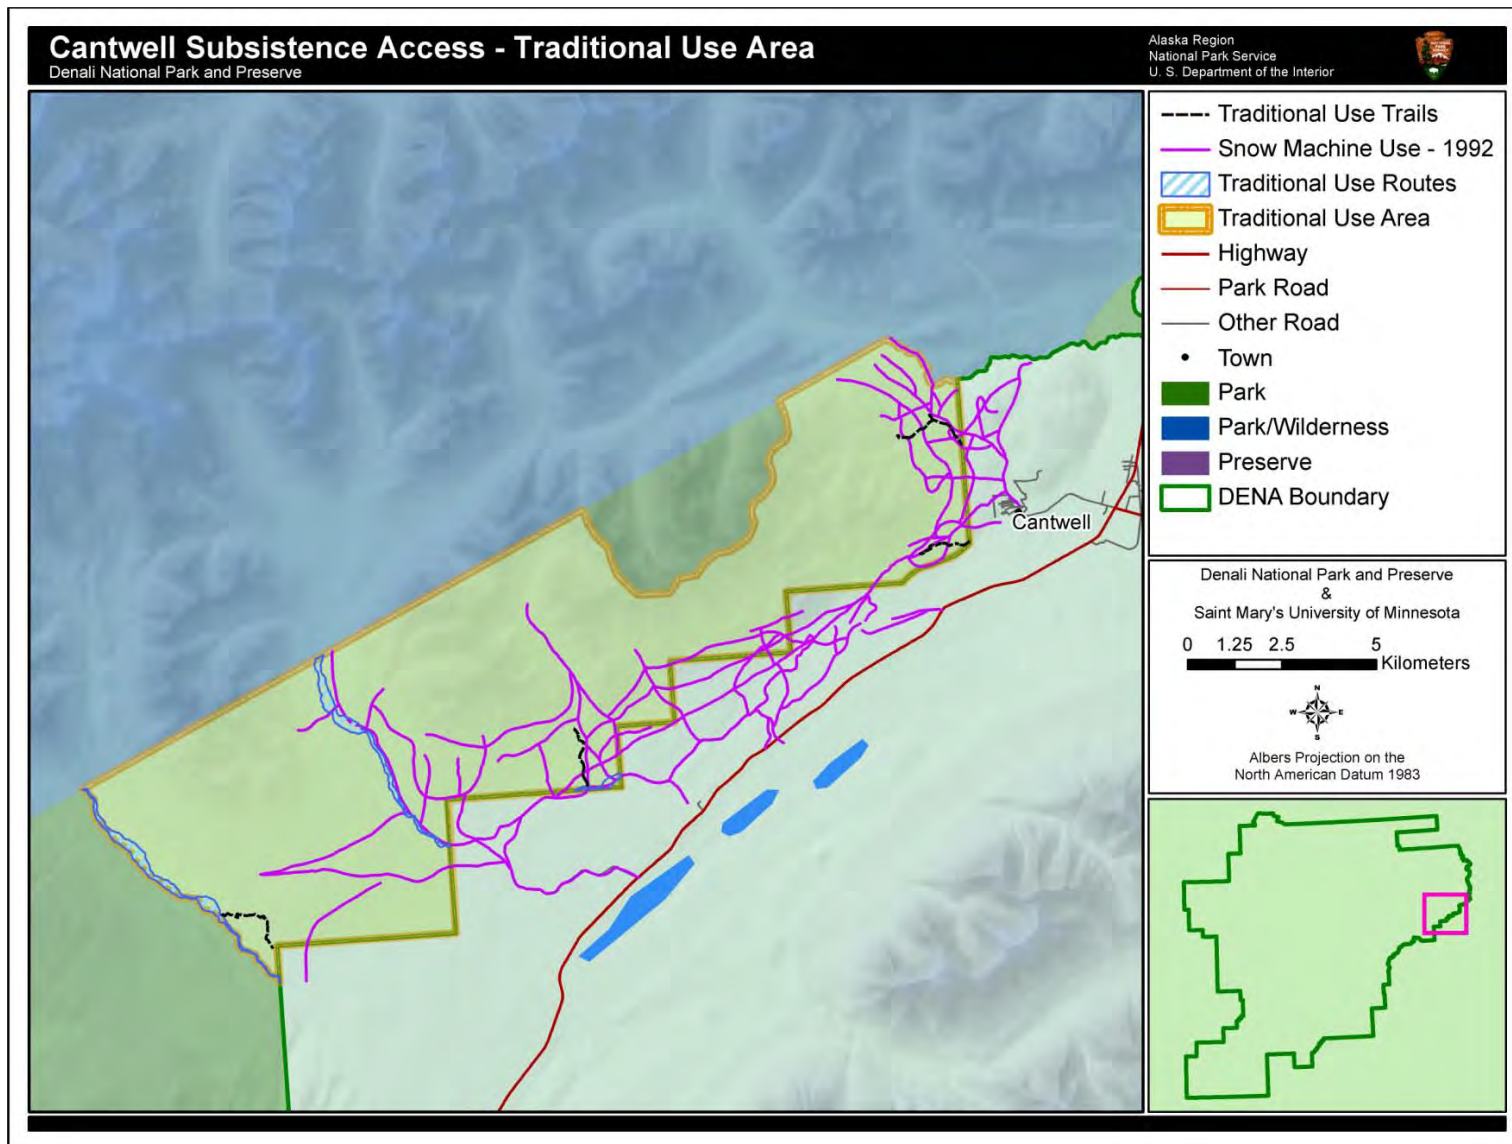 Cantwell Subsistence Access - Traditional Use Area
Denali National Park and Preserve
Alaska Region
National Park Service
U. S. Department of the Interior
Traditional Use Trails
Snow Machine Use - 1992
Traditional Use Routes
Traditional Use Area
Highway
Park Road
Other Road
Town
Park
Park/Wilderness
Preserve
DENA Boundary
Cantwell
Denali National Park and Preserve
&
Saint Mary's University of Minnesota
0 1.25 2.5 5
Kilometers
N
W E
S
Albers Projection on the
North American Datum 1983